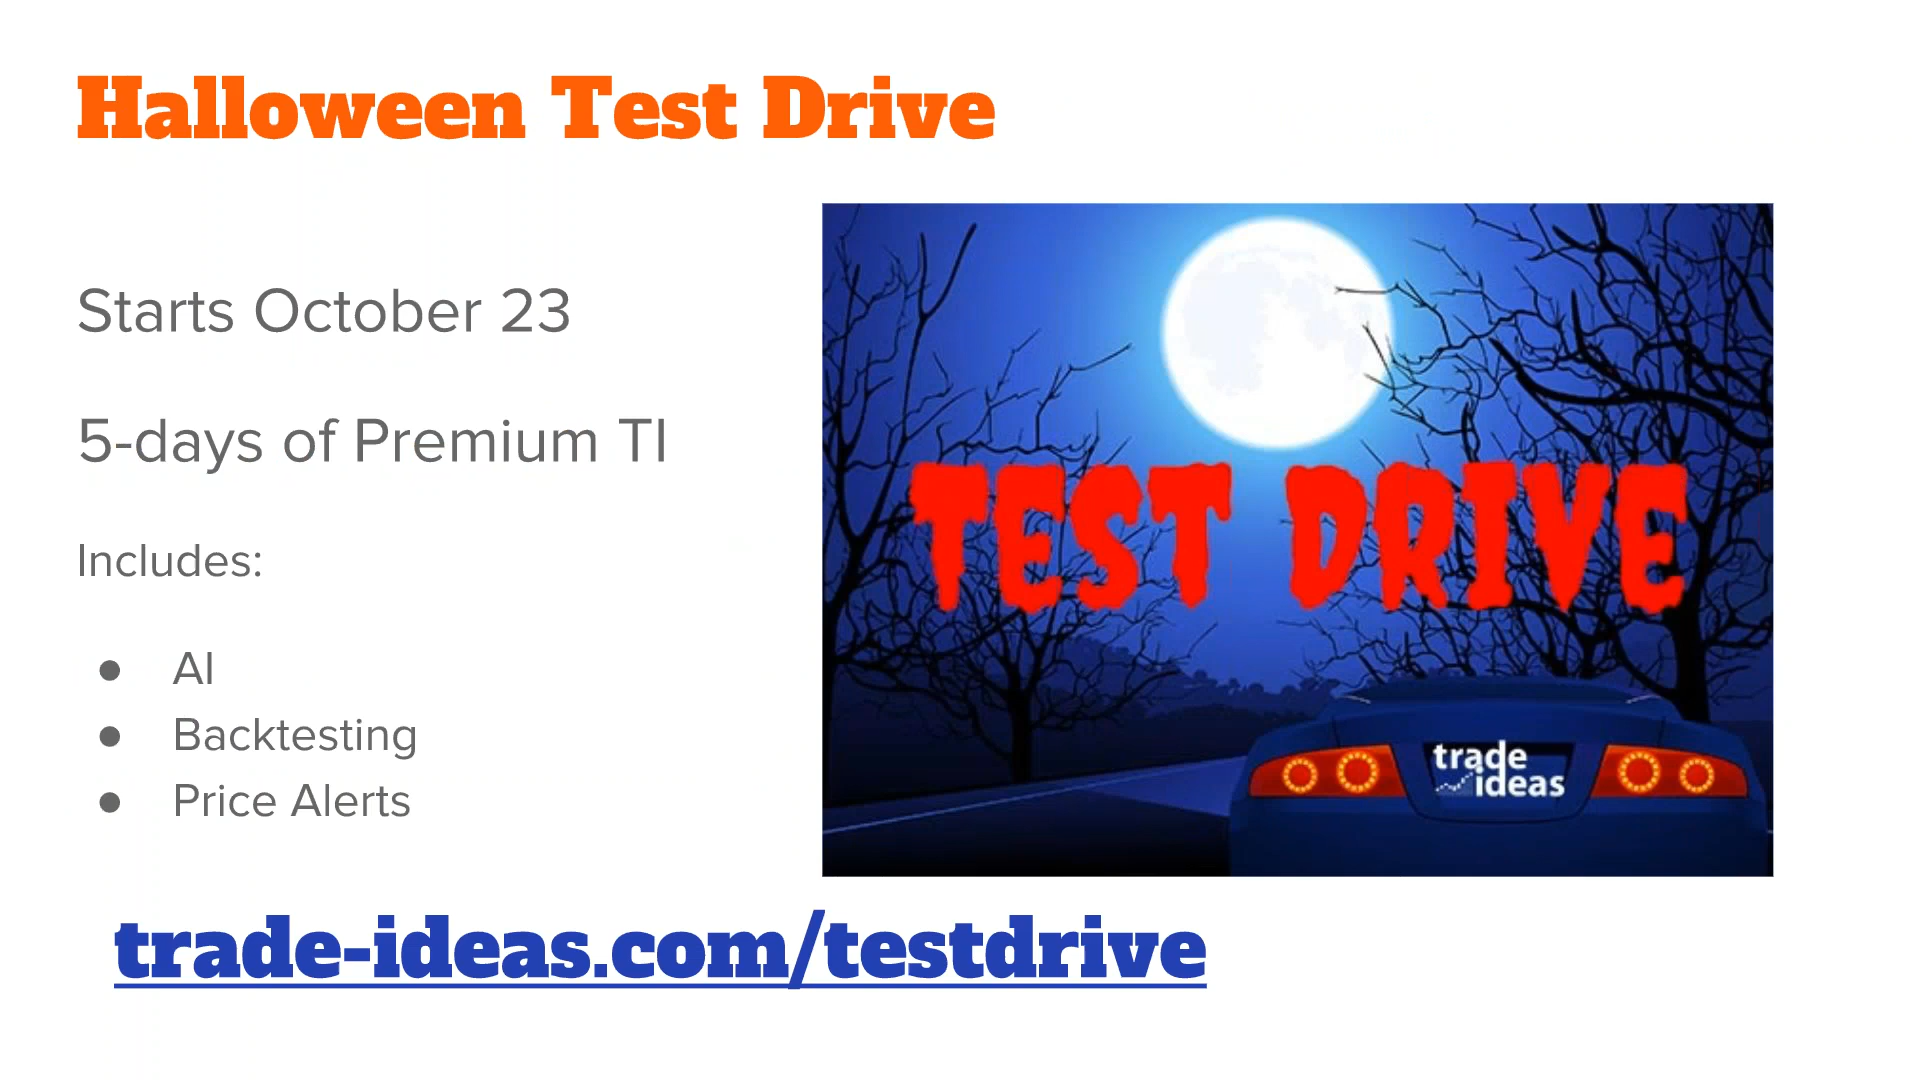 Halloween Test Drive
Starts October 23
5-days of Premium TI
Includes:
● AI
● Backtesting
● Price Alerts
TEST DRIVE
trade
ideas
trade-ideas.com/testdrive